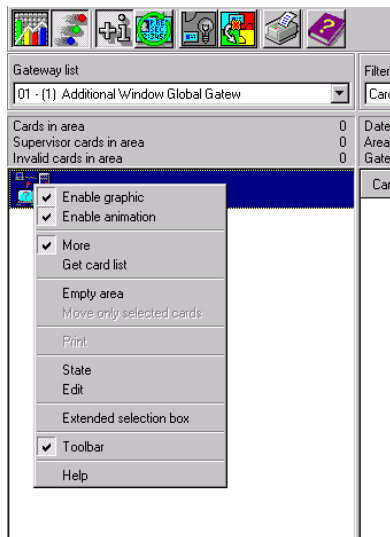 Gateway list
Filter
01 - (1) Additional Window Global Gatew
Card
Cards in area 0
Supervisor cards in area 0
Invalid cards in area 0
Date
Area
Gate
Car
Enable graphic
Enable animation
More
Get card list
Empty area
Move only selected cards
Print
State
Edit
Extended selection box
Toolbar
Help